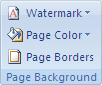 Watermark
Page Color
Page Borders
Page Background